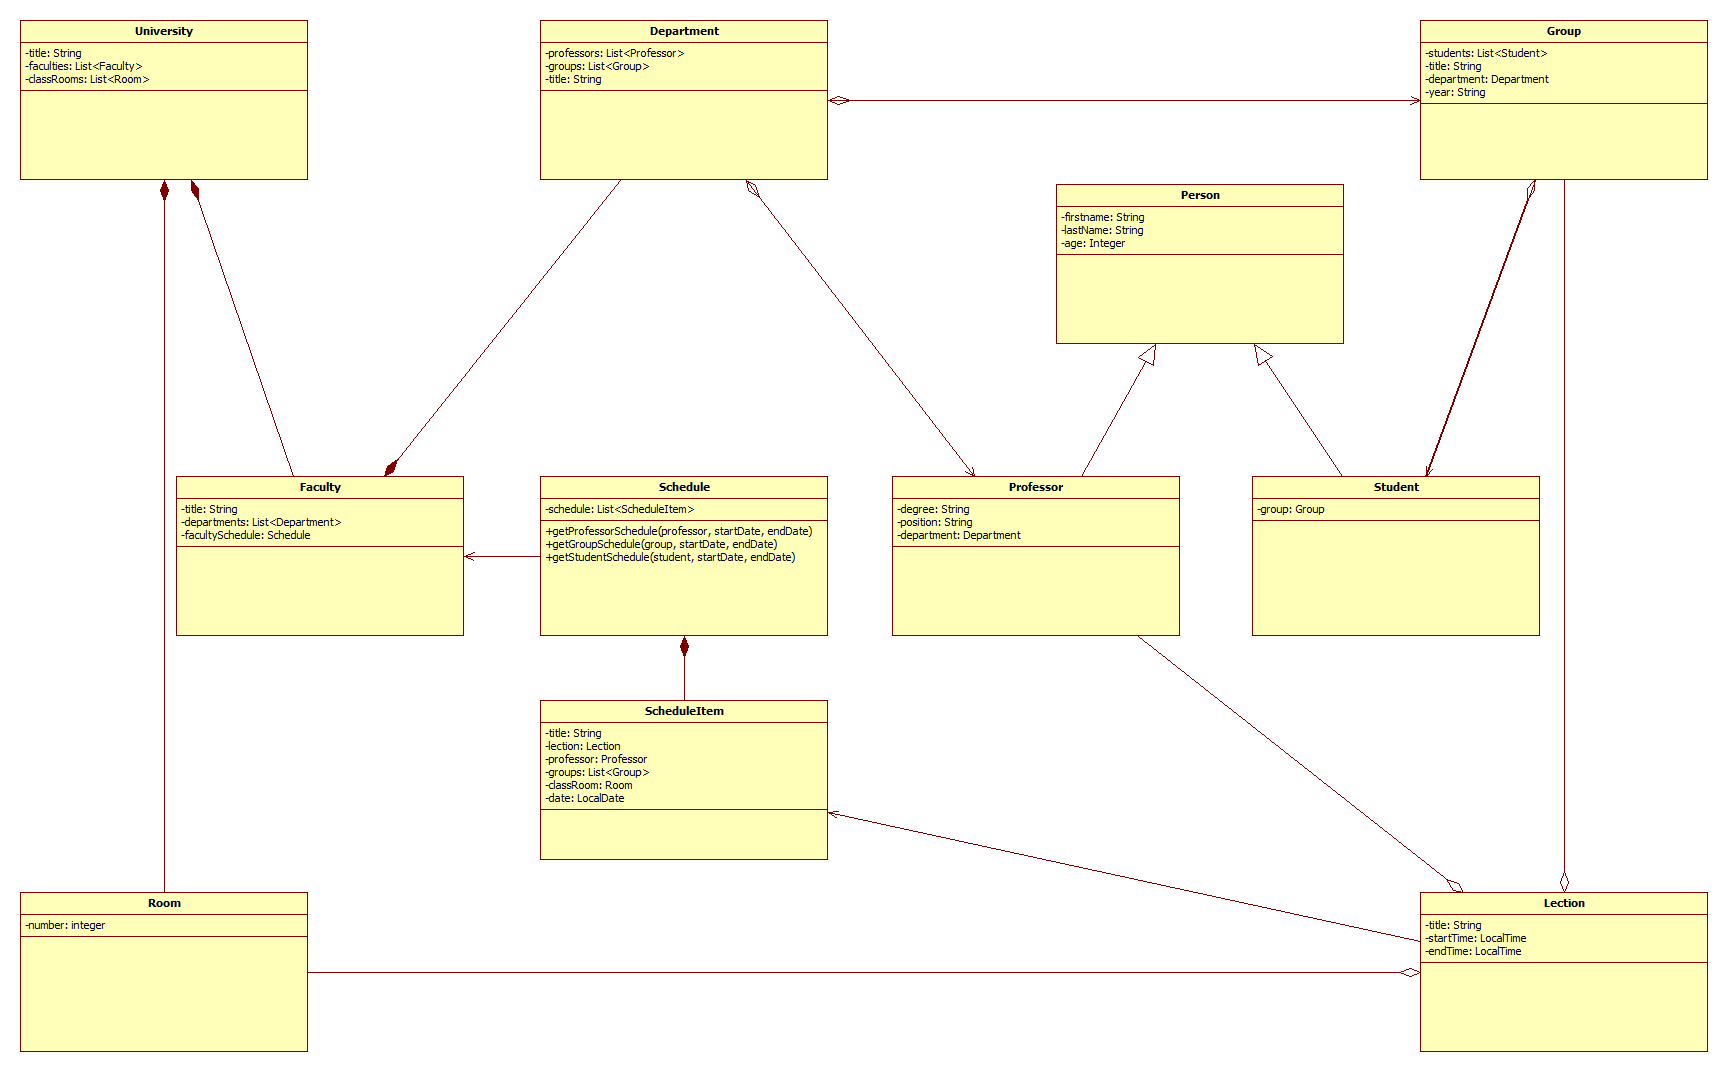 University
-title: String
-faculties: List<Faculty>
-classRooms: List<Room>
Department
-professors: List<Professor>
-groups: List<Group>
-title: String
Group
-students: List<Student>
-title: String
-department: Department
-year: String
Person
-firstname: String
-lastName: String
-age: Integer
Faculty
-title: String
-departments: List<Department>
-facultySchedule: Schedule
Schedule
-schedule: List<ScheduleItem>
+getProfessorSchedule(professor, startDate, endDate)
+getGroupSchedule(group, startDate, endDate)
+getStudentSchedule(student, startDate, endDate)
Professor
-degree: String
-position: String
-department: Department
Student
-group: Group
ScheduleItem
-title: String
-lection: Lection
-professor: Professor
-groups: List<Group>
-classRoom: Room
-date: LocalDate
Room
-number: integer
Lection
-title: String
-startTime: LocalTime
-endTime: LocalTime